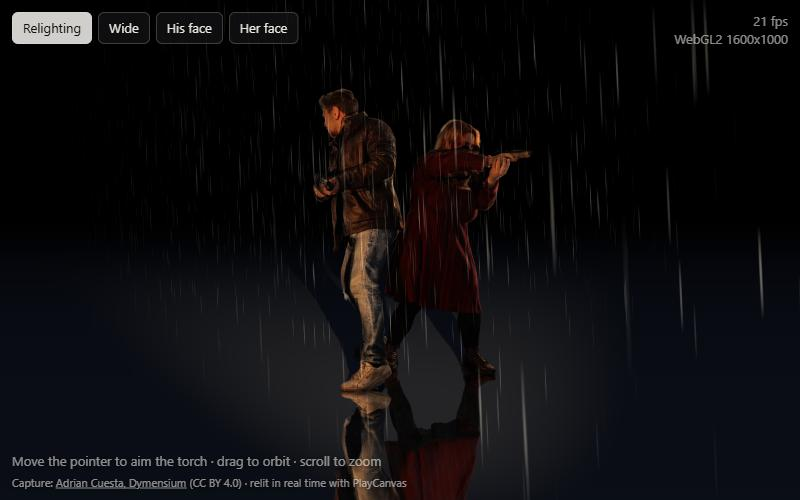 Relighting
Wide
His face
Her face
21 fps
WebGL2 1600x1000
Move the pointer to aim the torch · drag to orbit · scroll to zoom
Capture: Adrian Cuesta, Dymensium (CC BY 4.0) · relit in real time with PlayCanvas